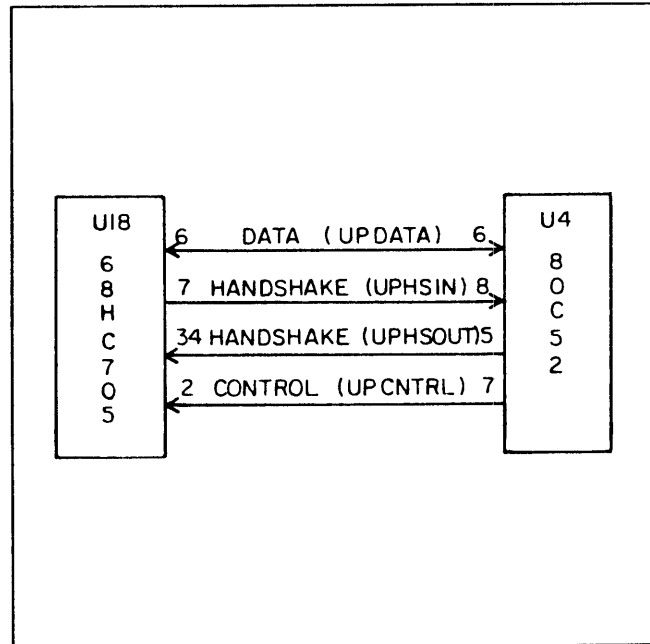 U18
6
8
H
C
7
0
5
6 DATA (UPDATA) 6
7 HANDSHAKE (UPHSIN) 8
34 HANDSHAKE (UPHSOUT) 5
2 CONTROL (UPCNTRL) 7
U4
8
0
C
5
2